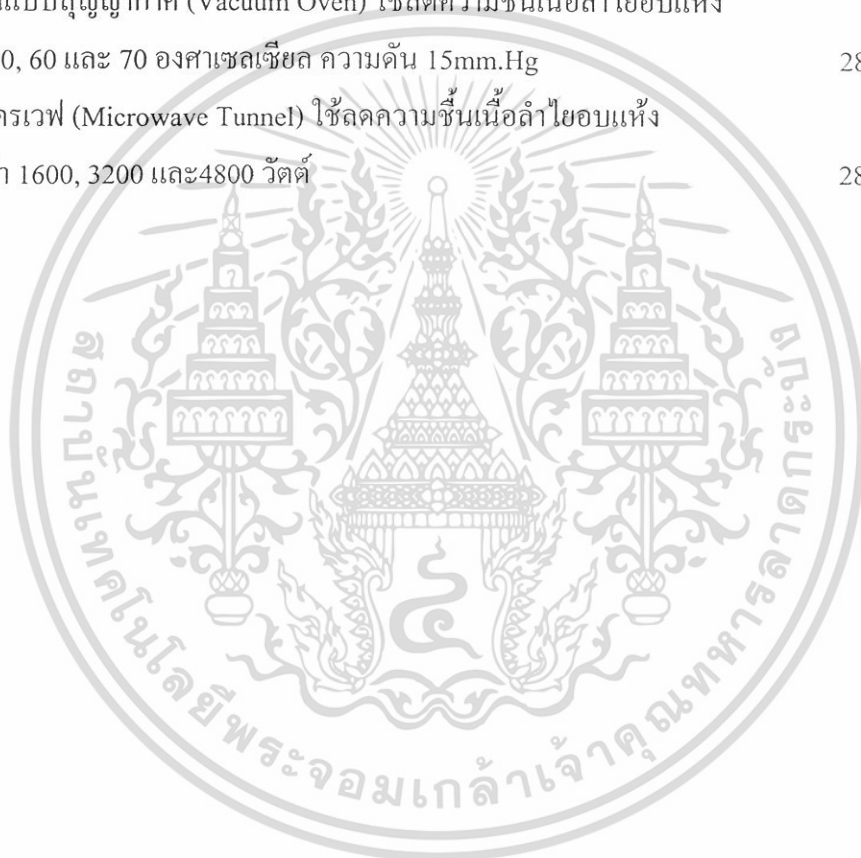 แบบสุญญากาศ (Vacuum Oven) ใช้ลดความชื้นเนื้อลำไยอบแห้ง
0, 60 และ 70 องศาเซลเซียล ความดัน 15mm.Hg 28
โครเวฟ (Microwave Tunnel) ใช้ลดความชื้นเนื้อลำไยอบแห้ง
1600, 3200 และ4800 วัตต์ 28
สถาบันเทคโนโลยีพระจอมเกล้าเจ้าคุณทหารลาดกระบัง